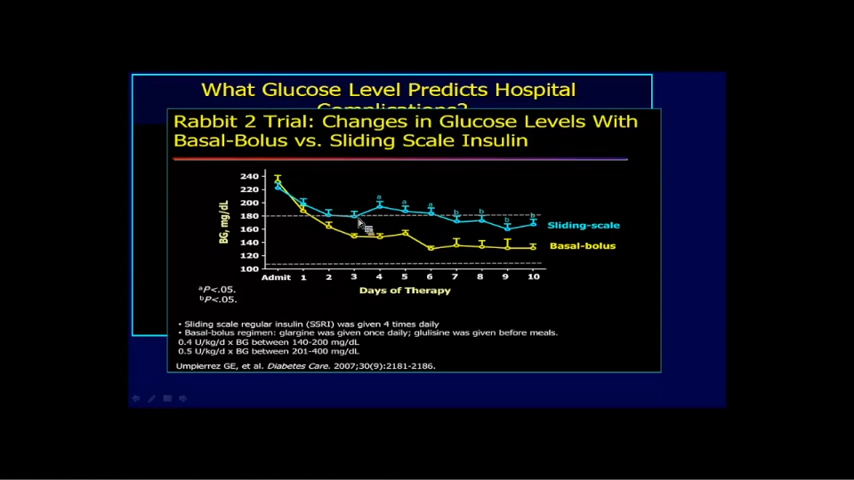 What Glucose Level Predicts Hospital
Complications?
Rabbit 2 Trial: Changes in Glucose Levels With
Basal-Bolus vs. Sliding Scale Insulin
240
220
200
180
160
140
120
100
BG, mg/dL
a
a
a
b
b
b
b
Sliding-scale
Basal-bolus
Admit 1 2 3 4 5 6 7 8 9 10
Days of Therapy
aP<.05.
bP<.05.
• Sliding scale regular insulin (SSRI) was given 4 times daily
• Basal-bolus regimen: glargine was given once daily; glulisine was given before meals.
0.4 U/kg/d x BG between 140-200 mg/dL
0.5 U/kg/d x BG between 201-400 mg/dL
Umpierrez GE, et al. Diabetes Care. 2007;30(9):2181-2186.